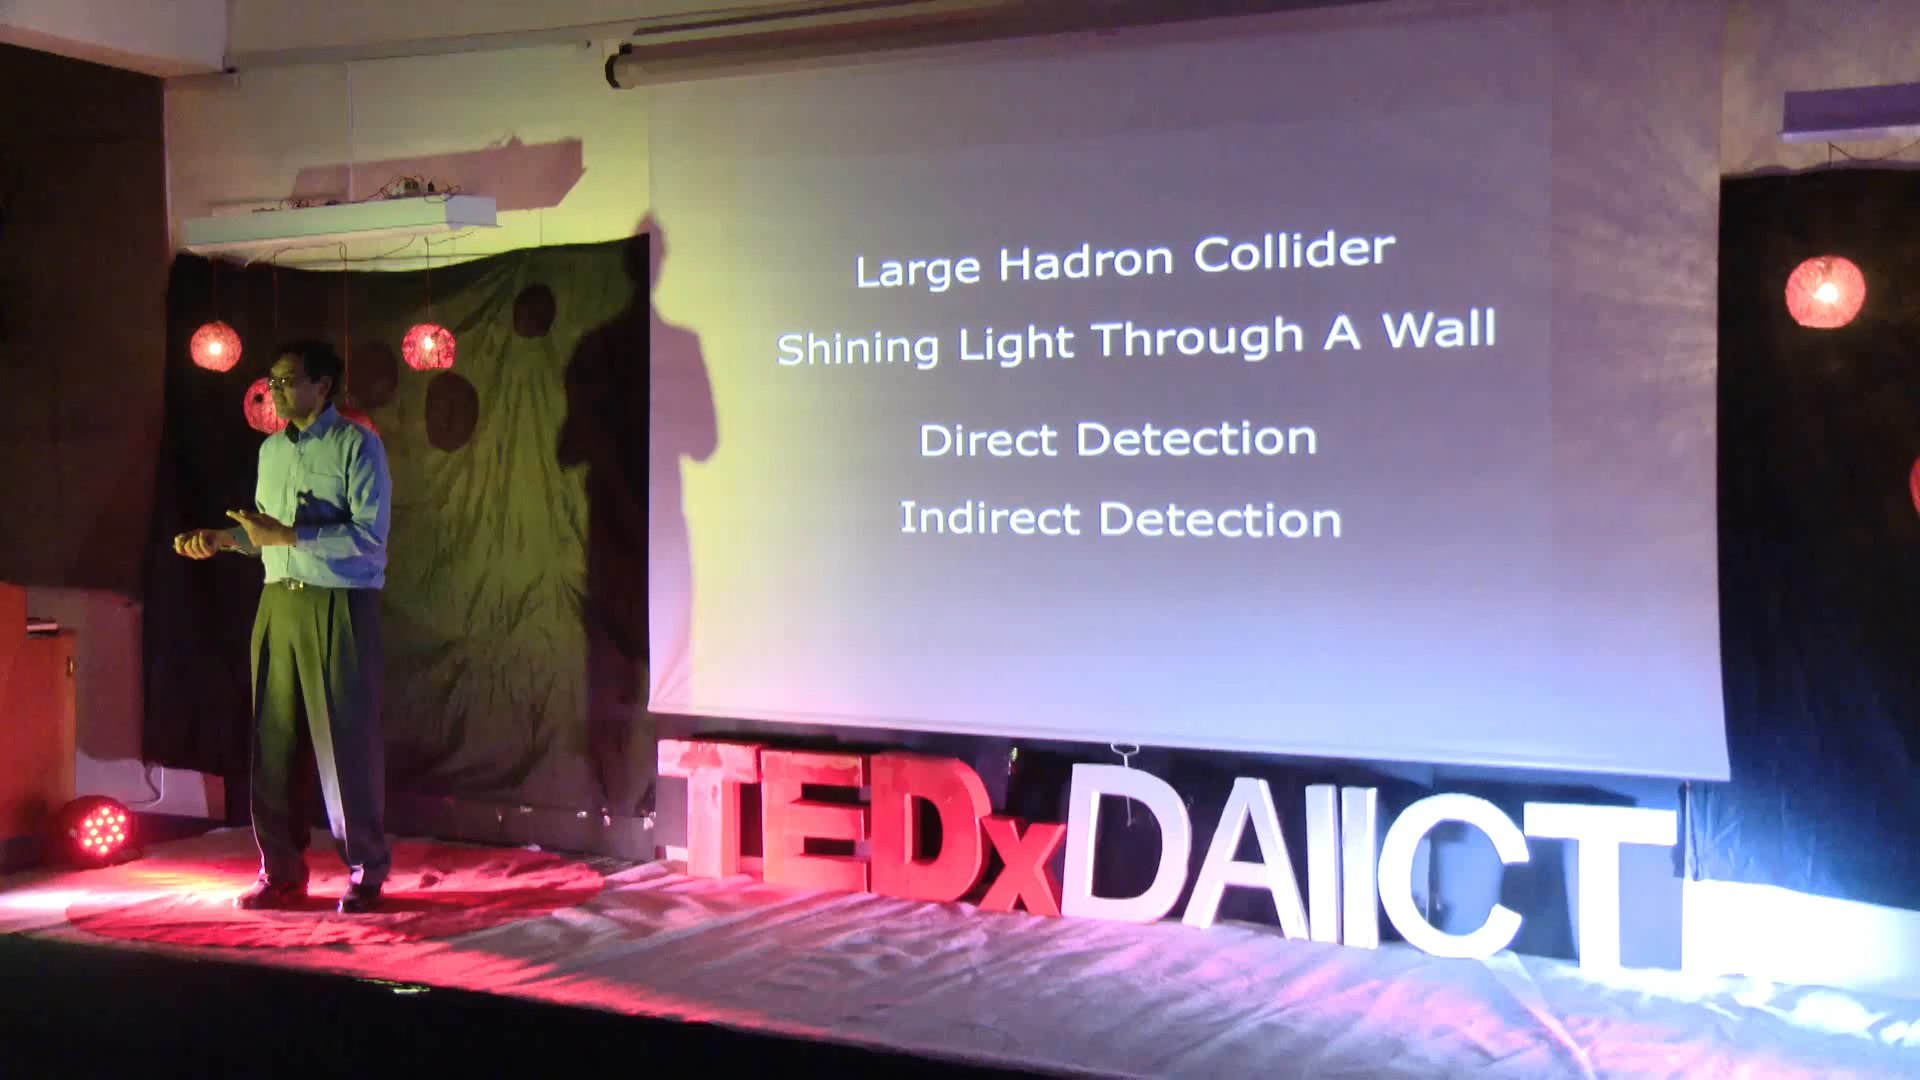 Large Hadron Collider
Shining Light Through A Wall
Direct Detection
Indirect Detection
TEDxDAIICT